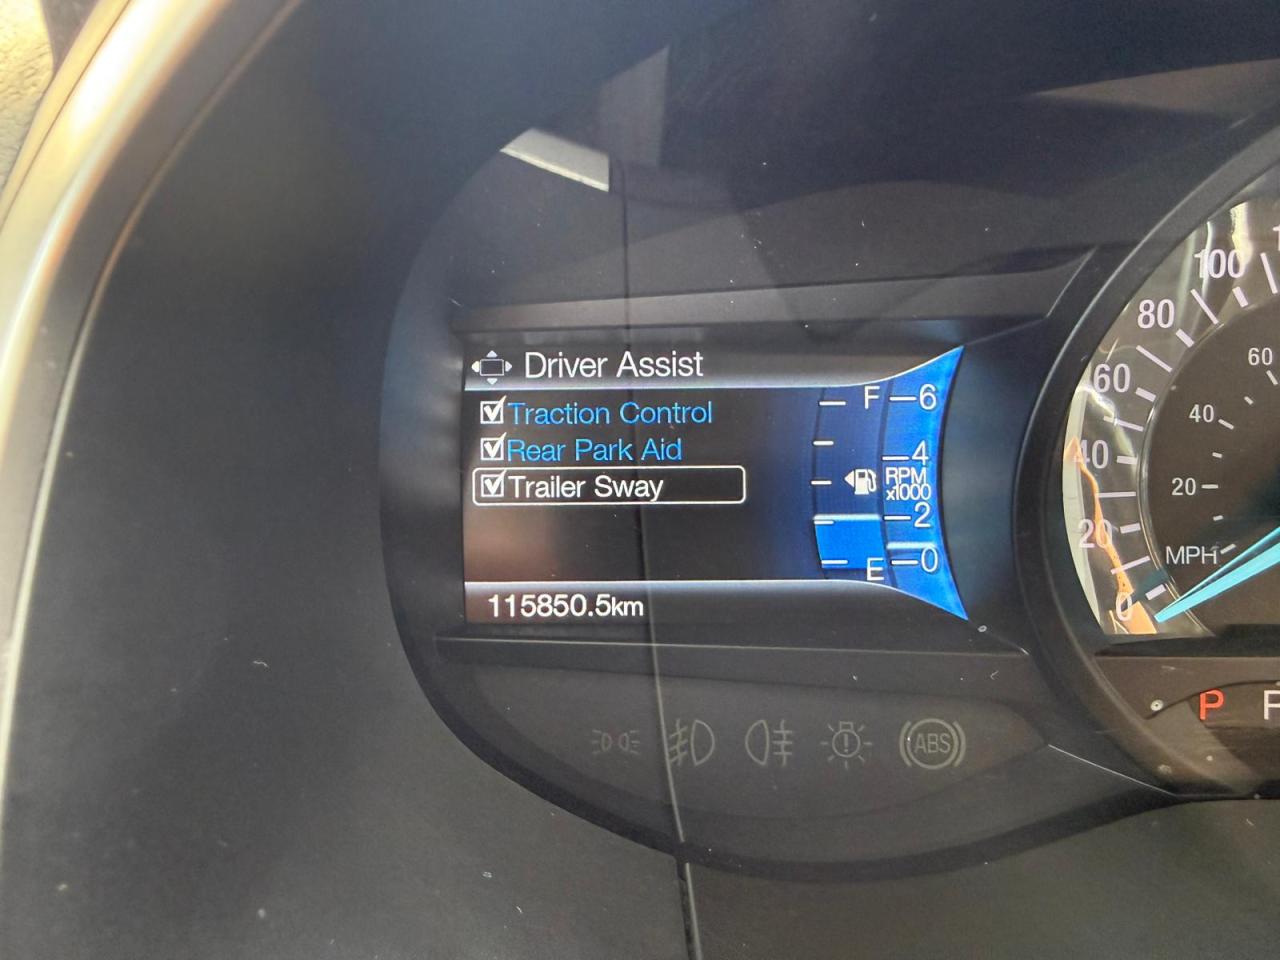 Driver Assist
Traction Control
Rear Park Aid
Trailer Sway
115850.5km
F
E
6
4
RPM
x1000
2
0
100
80
60
40
20
0
60
40
20
MPH
P
ABS